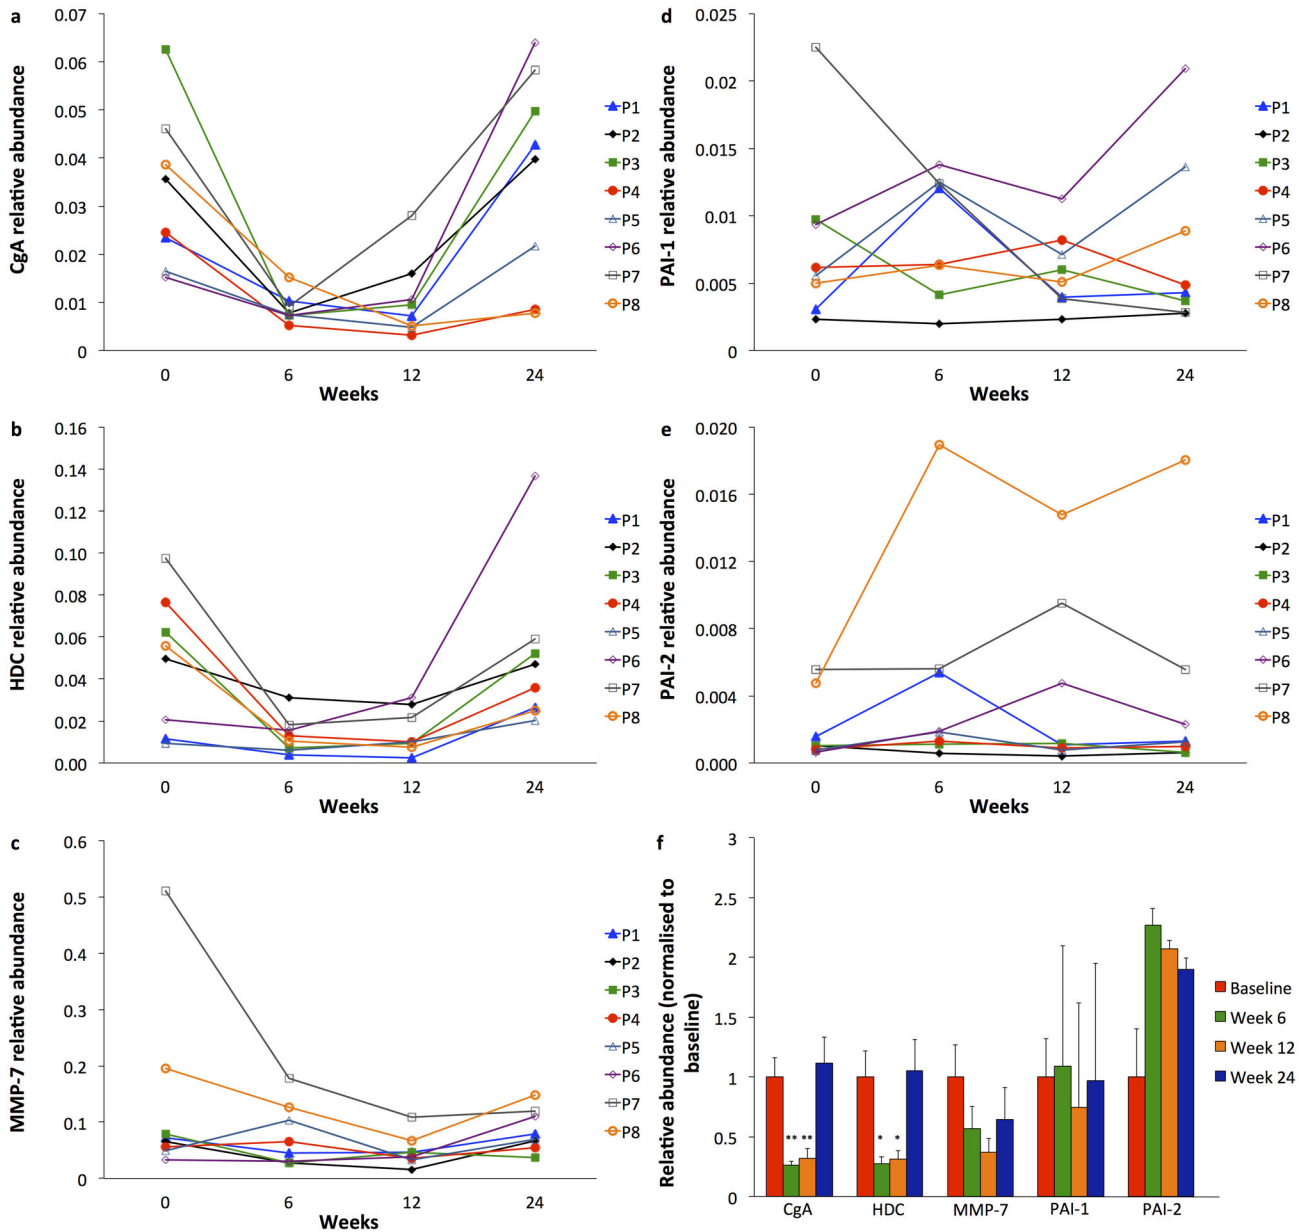 a
CgA relative abundance
0.07
0.06
0.05
0.04
0.03
0.02
0.01
0
0 6 12 24
Weeks
P1
P2
P3
P4
P5
P6
P7
P8
d
PAI-1 relative abundance
0.025
0.02
0.015
0.01
0.005
0
0 6 12 24
Weeks
P1
P2
P3
P4
P5
P6
P7
P8
b
HDC relative abundance
0.16
0.14
0.12
0.10
0.08
0.06
0.04
0.02
0.00
0 6 12 24
Weeks
P1
P2
P3
P4
P5
P6
P7
P8
e
PAI-2 relative abundance
0.020
0.016
0.012
0.008
0.004
0.000
0 6 12 24
Weeks
P1
P2
P3
P4
P5
P6
P7
P8
c
MMP-7 relative abundance
0.6
0.5
0.4
0.3
0.2
0.1
0
0 6 12 24
Weeks
P1
P2
P3
P4
P5
P6
P7
P8
f
Relative abundance (normalised to
baseline)
3
2.5
2
1.5
1
0.5
0
** **
* *
CgA HDC MMP-7 PAI-1 PAI-2
Baseline
Week 6
Week 12
Week 24